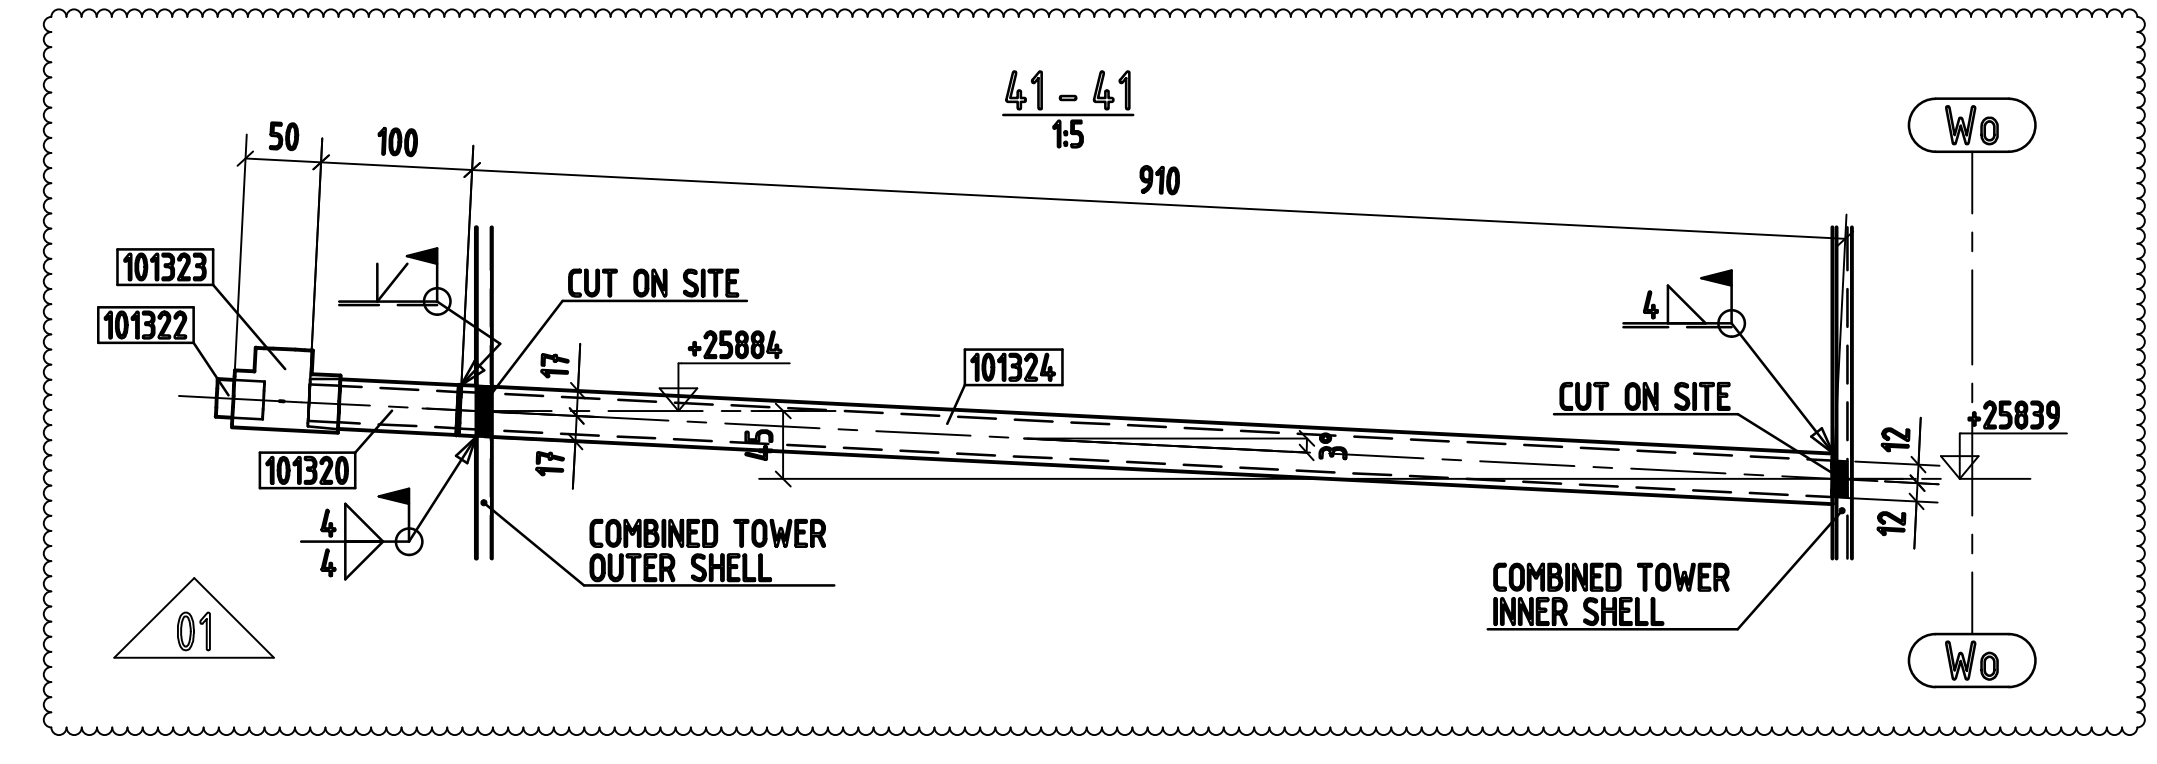 41 - 41
1:5
Wo
50
100
910
101323
101322
CUT ON SITE
+25884
17
101324
4
CUT ON SITE
+25839
45
3°
12
17
101320
12
4
4
COMBINED TOWER
OUTER SHELL
COMBINED TOWER
INNER SHELL
01
Wo